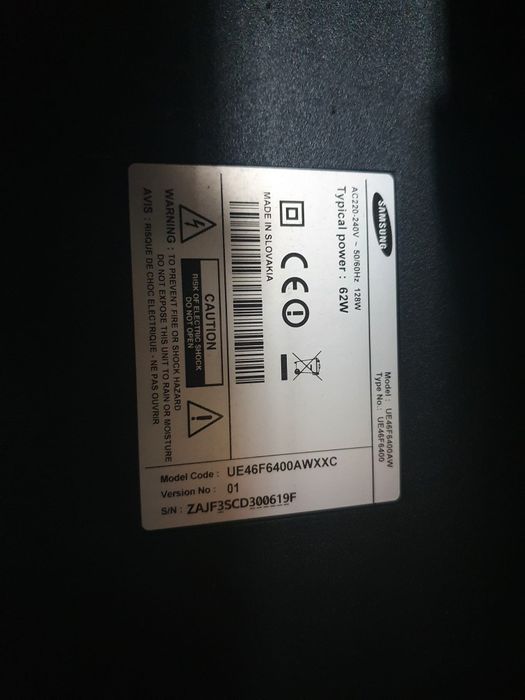 SAMSUNG
Model : UE46F6400AW
Type No.: UE46F6400
AC220-240V ~ 50/60Hz 128W
Typical power : 62W
MADE IN SLOVAKIA
CAUTION
RISK OF ELECTRIC SHOCK
DO NOT OPEN
WARNING : TO PREVENT FIRE OR SHOCK HAZARD
DO NOT EXPOSE THIS UNIT TO RAIN OR MOISTURE
AVIS : RISQUE DE CHOC ELECTRIQUE - NE PAS OUVRIR
Model Code : UE46F6400AWXXC
Version No : 01
S/N : ZAJF3SCD300619F